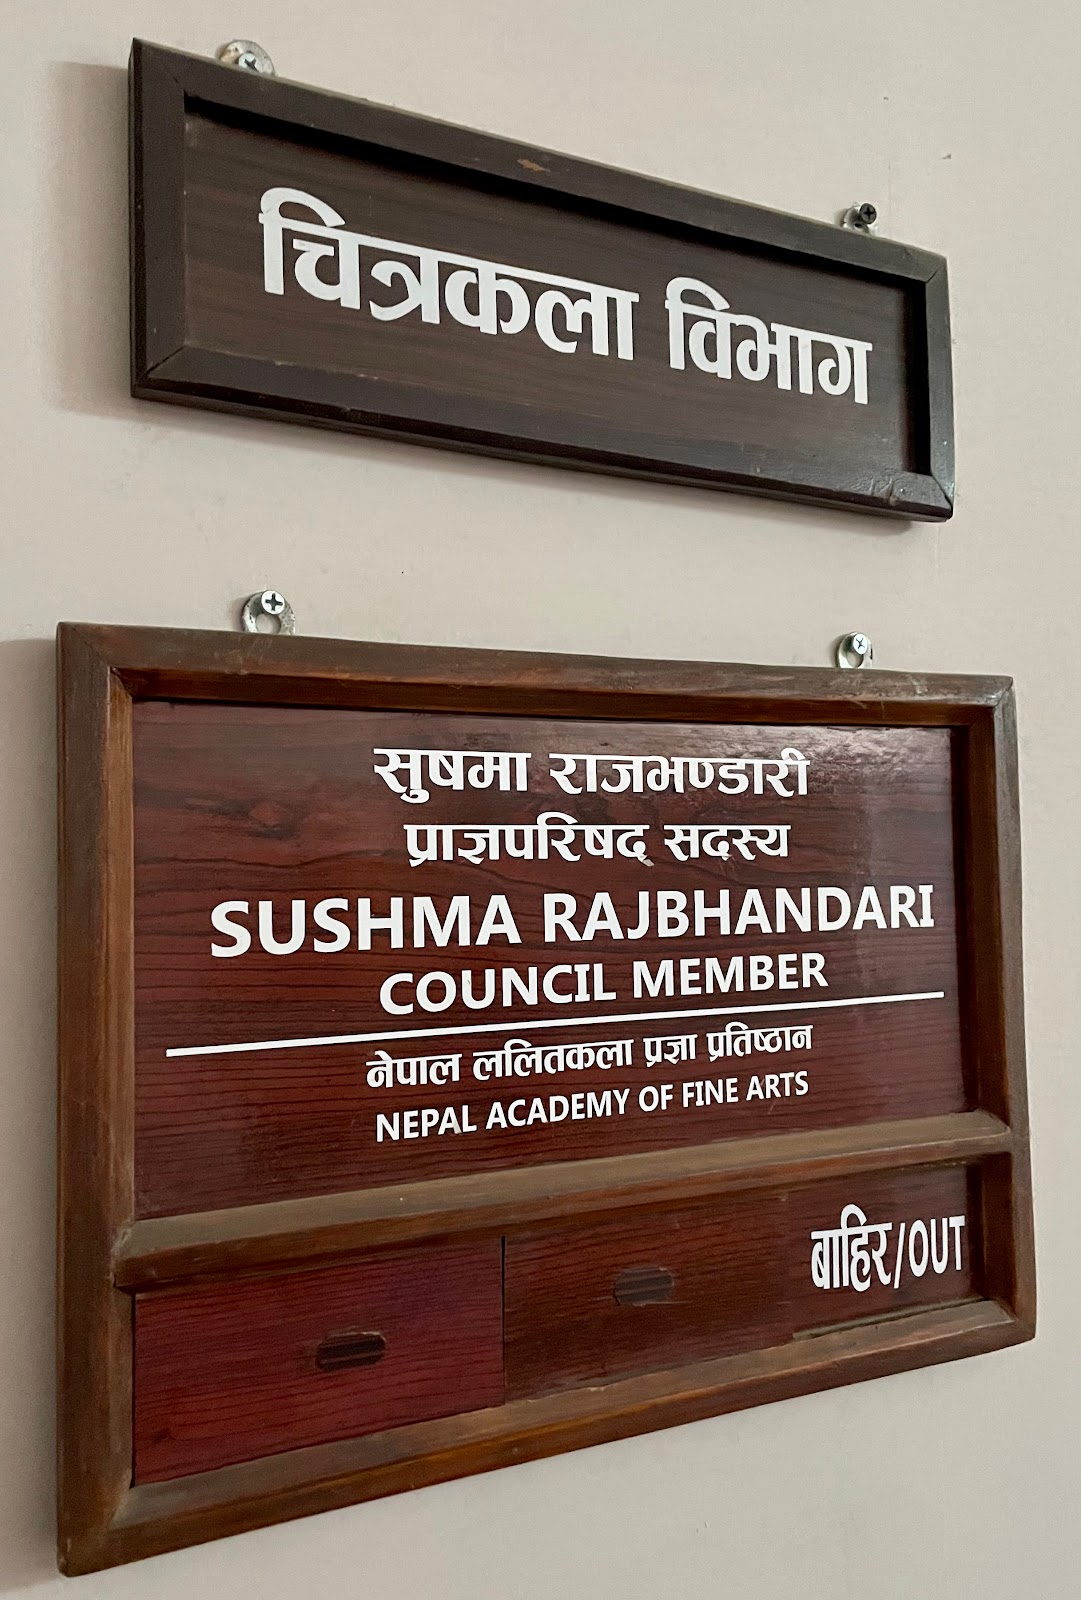 चित्रकला विभाग
सुषमा राजभण्डारी
प्राज्ञपरिषद् सदस्य
SUSHMA RAJBHANDARI
COUNCIL MEMBER
नेपाल ललितकला प्रज्ञा प्रतिष्ठान
NEPAL ACADEMY OF FINE ARTS
बाहिर/OUT